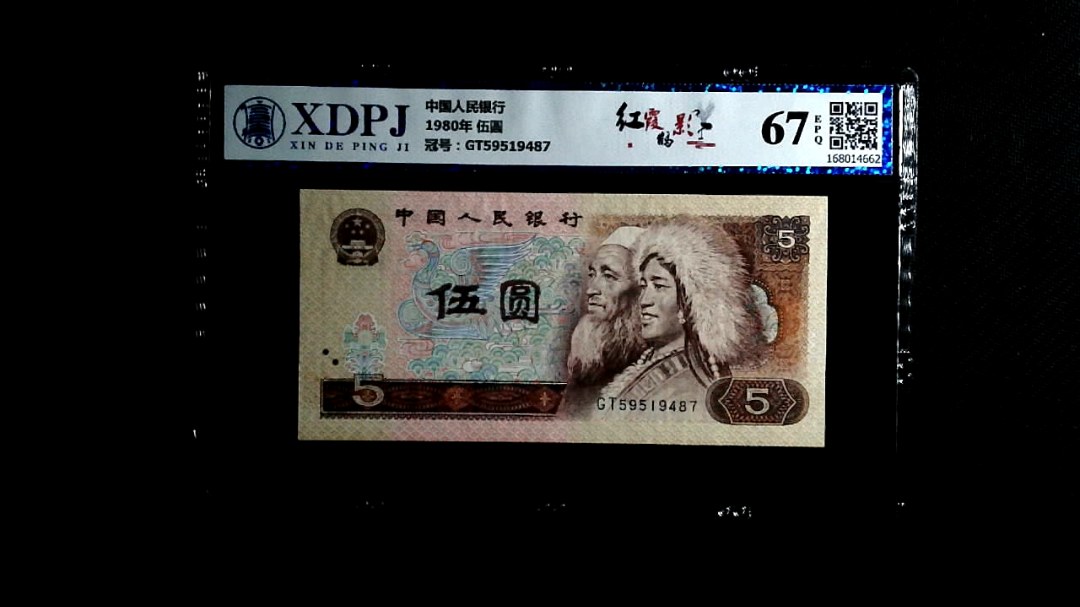 XDPJ
XIN DE PING JI
中国人民银行
1980年 伍圆
冠号：GT59519487
红霞的影
67
EPQ
168014662
中国人民银行
5
伍圆
5
GT59519487
5